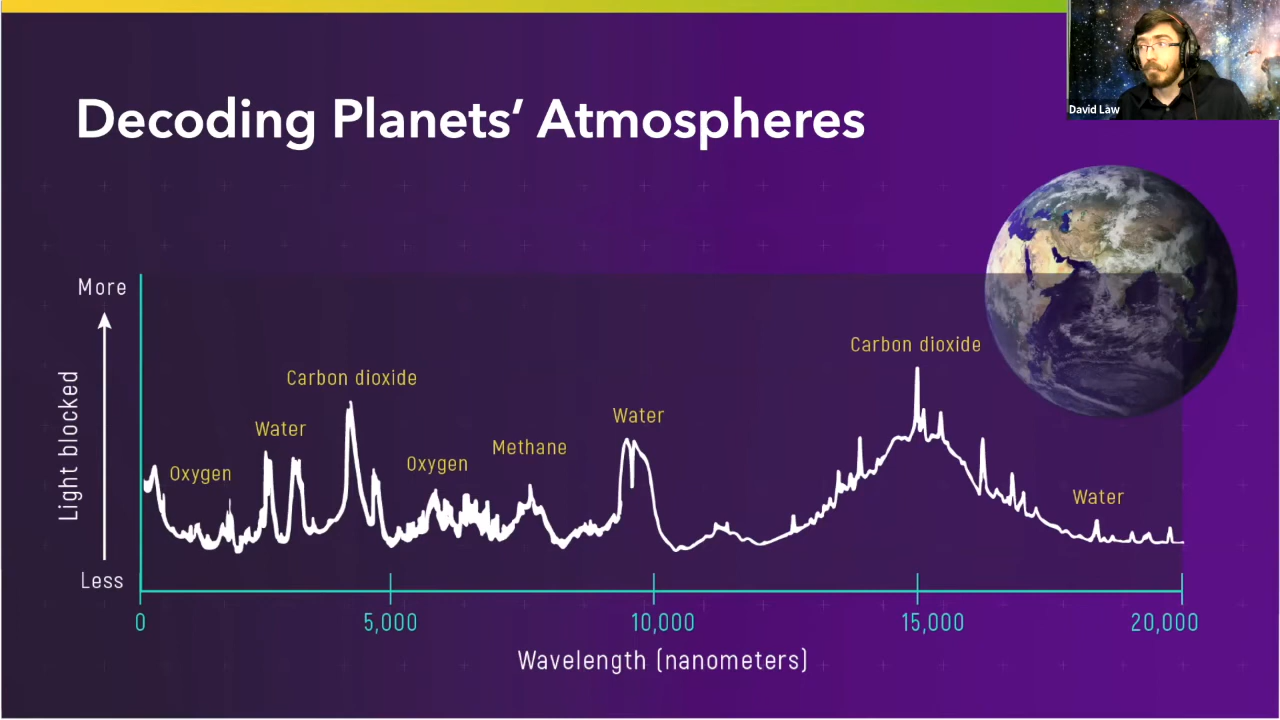 David Law
Decoding Planets’ Atmospheres
More
Light blocked
Less
Oxygen
Water
Carbon dioxide
Oxygen
Methane
Water
Carbon dioxide
Water
0
5,000
10,000
15,000
20,000
Wavelength (nanometers)